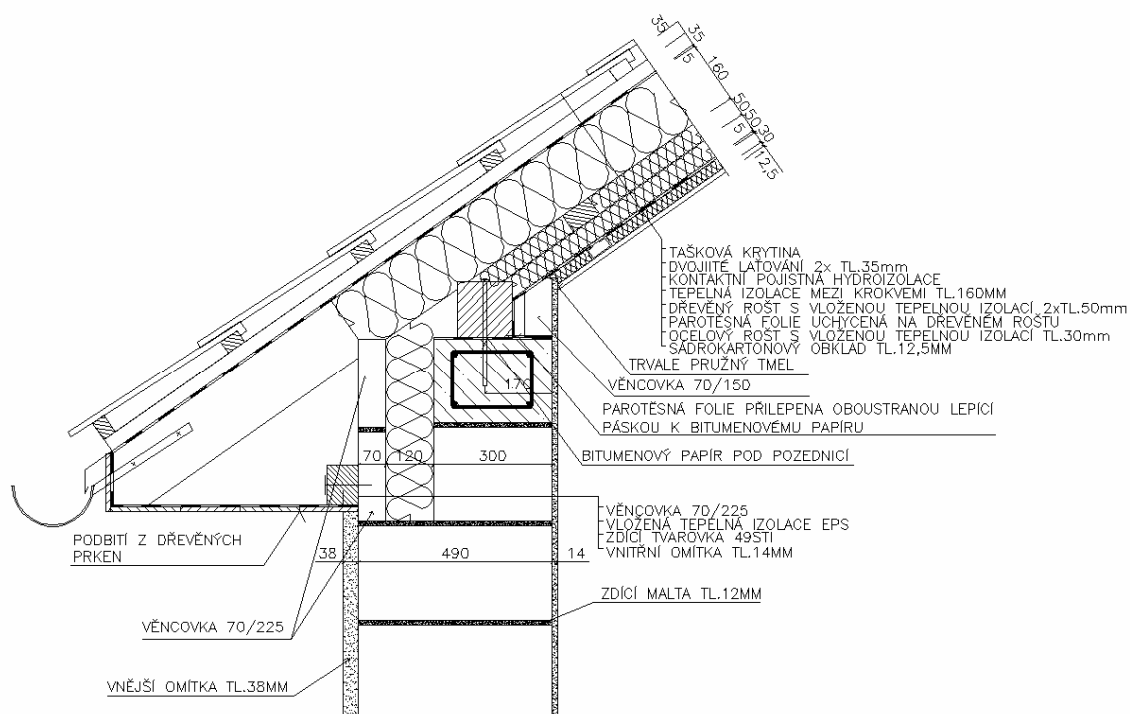 35
35
5
160
50
50
30
5
12,5
TAŠKOVÁ KRYTINA
DVOJIITÉ LAŤOVÁNÍ 2x TL.35mm
KONTAKTNÍ POJISTNÁ HYDROIZOLACE
TEPELNÁ IZOLACE MEZI KROKVEMI TL.160MM
DŘEVĚNÝ ROŠT S VLOŽENOU TEPELNOU IZOLACÍ 2xTL.50mm
PAROTĚSNÁ FOLIE UCHYCENÁ NA DŘEVĚNÉM ROŠTU
OCELOVÝ ROŠT S VLOŽENOU TEPELNOU IZOLACÍ TL.30mm
SÁDROKARTONOVÝ OBKLAD TL.12,5MM
TRVALE PRUŽNÝ TMEL
VĚNCOVKA 70/150
170
PAROTĚSNÁ FOLIE PŘILEPENA OBOUSTRANOU LEPÍCÍ
PÁSKOU K BITUMENOVÉMU PAPÍRU
BITUMENOVÝ PAPÍR POD POZEDNICÍ
70
120
300
VĚNCOVKA 70/225
VLOŽENÁ TEPELNÁ IZOLACE EPS
ZDÍCÍ TVAROVKA 49STI
VNITŘNÍ OMÍTKA TL.14MM
PODBITÍ Z DŘEVĚNÝCH
PRKEN
38
490
14
ZDÍCÍ MALTA TL.12MM
VĚNCOVKA 70/225
VNĚJŠÍ OMÍTKA TL.38MM